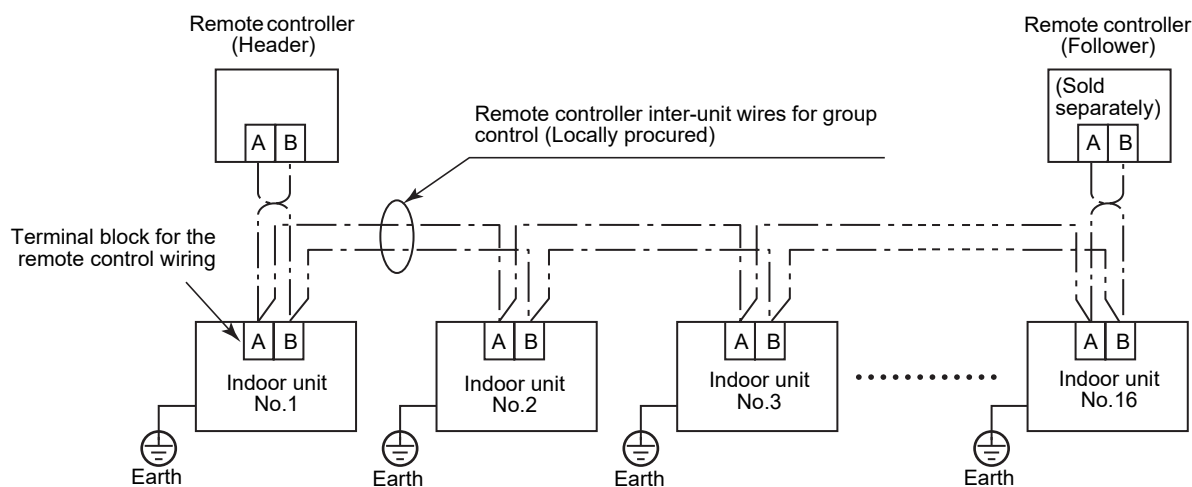 Remote controller
(Header)
Remote controller
(Follower)
(Sold
separately)
Remote controller inter-unit wires for group
control (Locally procured)
A B
A B
Terminal block for the
remote control wiring
A B
A B
A B
A B
Indoor unit
No.1
Indoor unit
No.2
Indoor unit
No.3
Indoor unit
No.16
Earth
Earth
Earth
Earth